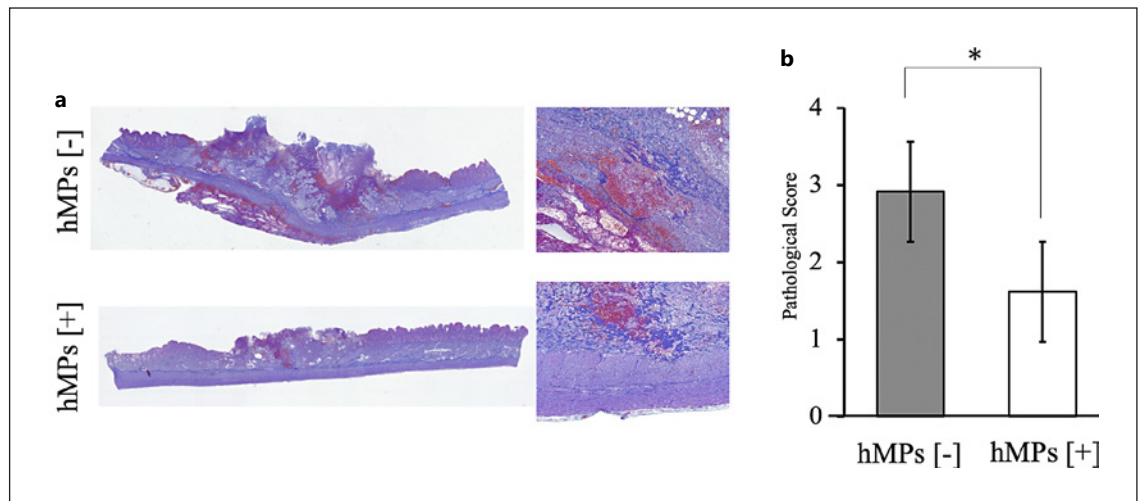 a
hMPs [-]
hMPs [+]
b
*
Pathological Score
4
3
2
1
0
hMPs [-]
hMPs [+]